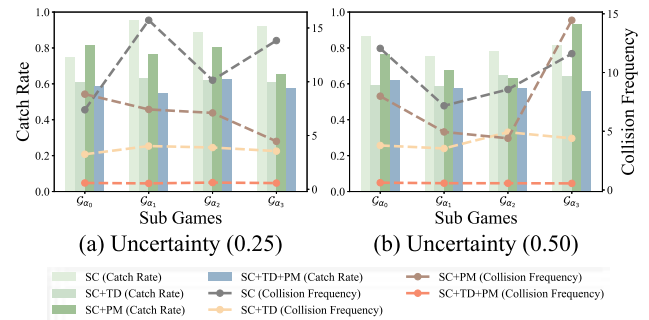 1.0
0.8
0.6
0.4
0.2
0.0
Catch Rate
15
10
5
0
𝒢α0 𝒢α1 𝒢α2 𝒢α3
Sub Games
(a) Uncertainty (0.25)
1.0
0.8
0.6
0.4
0.2
0.0
15
10
5
0
Collision Frequency
𝒢α0 𝒢α1 𝒢α2 𝒢α3
Sub Games
(b) Uncertainty (0.50)
SC (Catch Rate)
SC+TD (Catch Rate)
SC+PM (Catch Rate)
SC+TD+PM (Catch Rate)
SC (Collision Frequency)
SC+TD (Collision Frequency)
SC+PM (Collision Frequency)
SC+TD+PM (Collision Frequency)